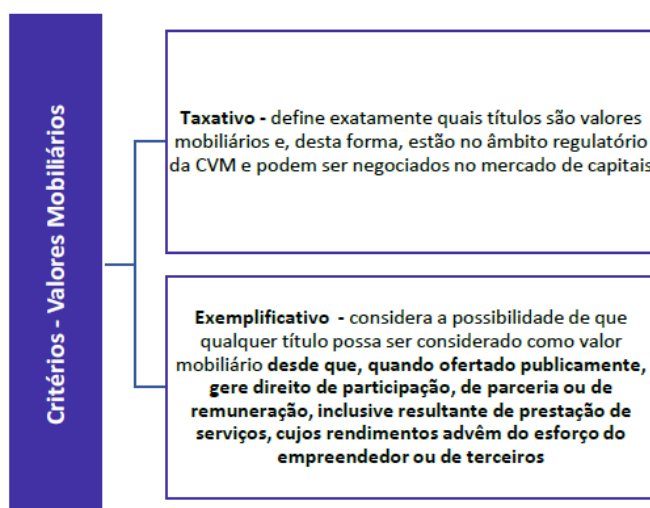 Critérios - Valores Mobiliários
Taxativo - define exatamente quais títulos são valores
mobiliários e, desta forma, estão no âmbito regulatório
da CVM e podem ser negociados no mercado de capitais
Exemplificativo - considera a possibilidade de que
qualquer título possa ser considerado como valor
mobiliário desde que, quando ofertado publicamente,
gere direito de participação, de parceria ou de
remuneração, inclusive resultante de prestação de
serviços, cujos rendimentos advêm do esforço do
empreendedor ou de terceiros